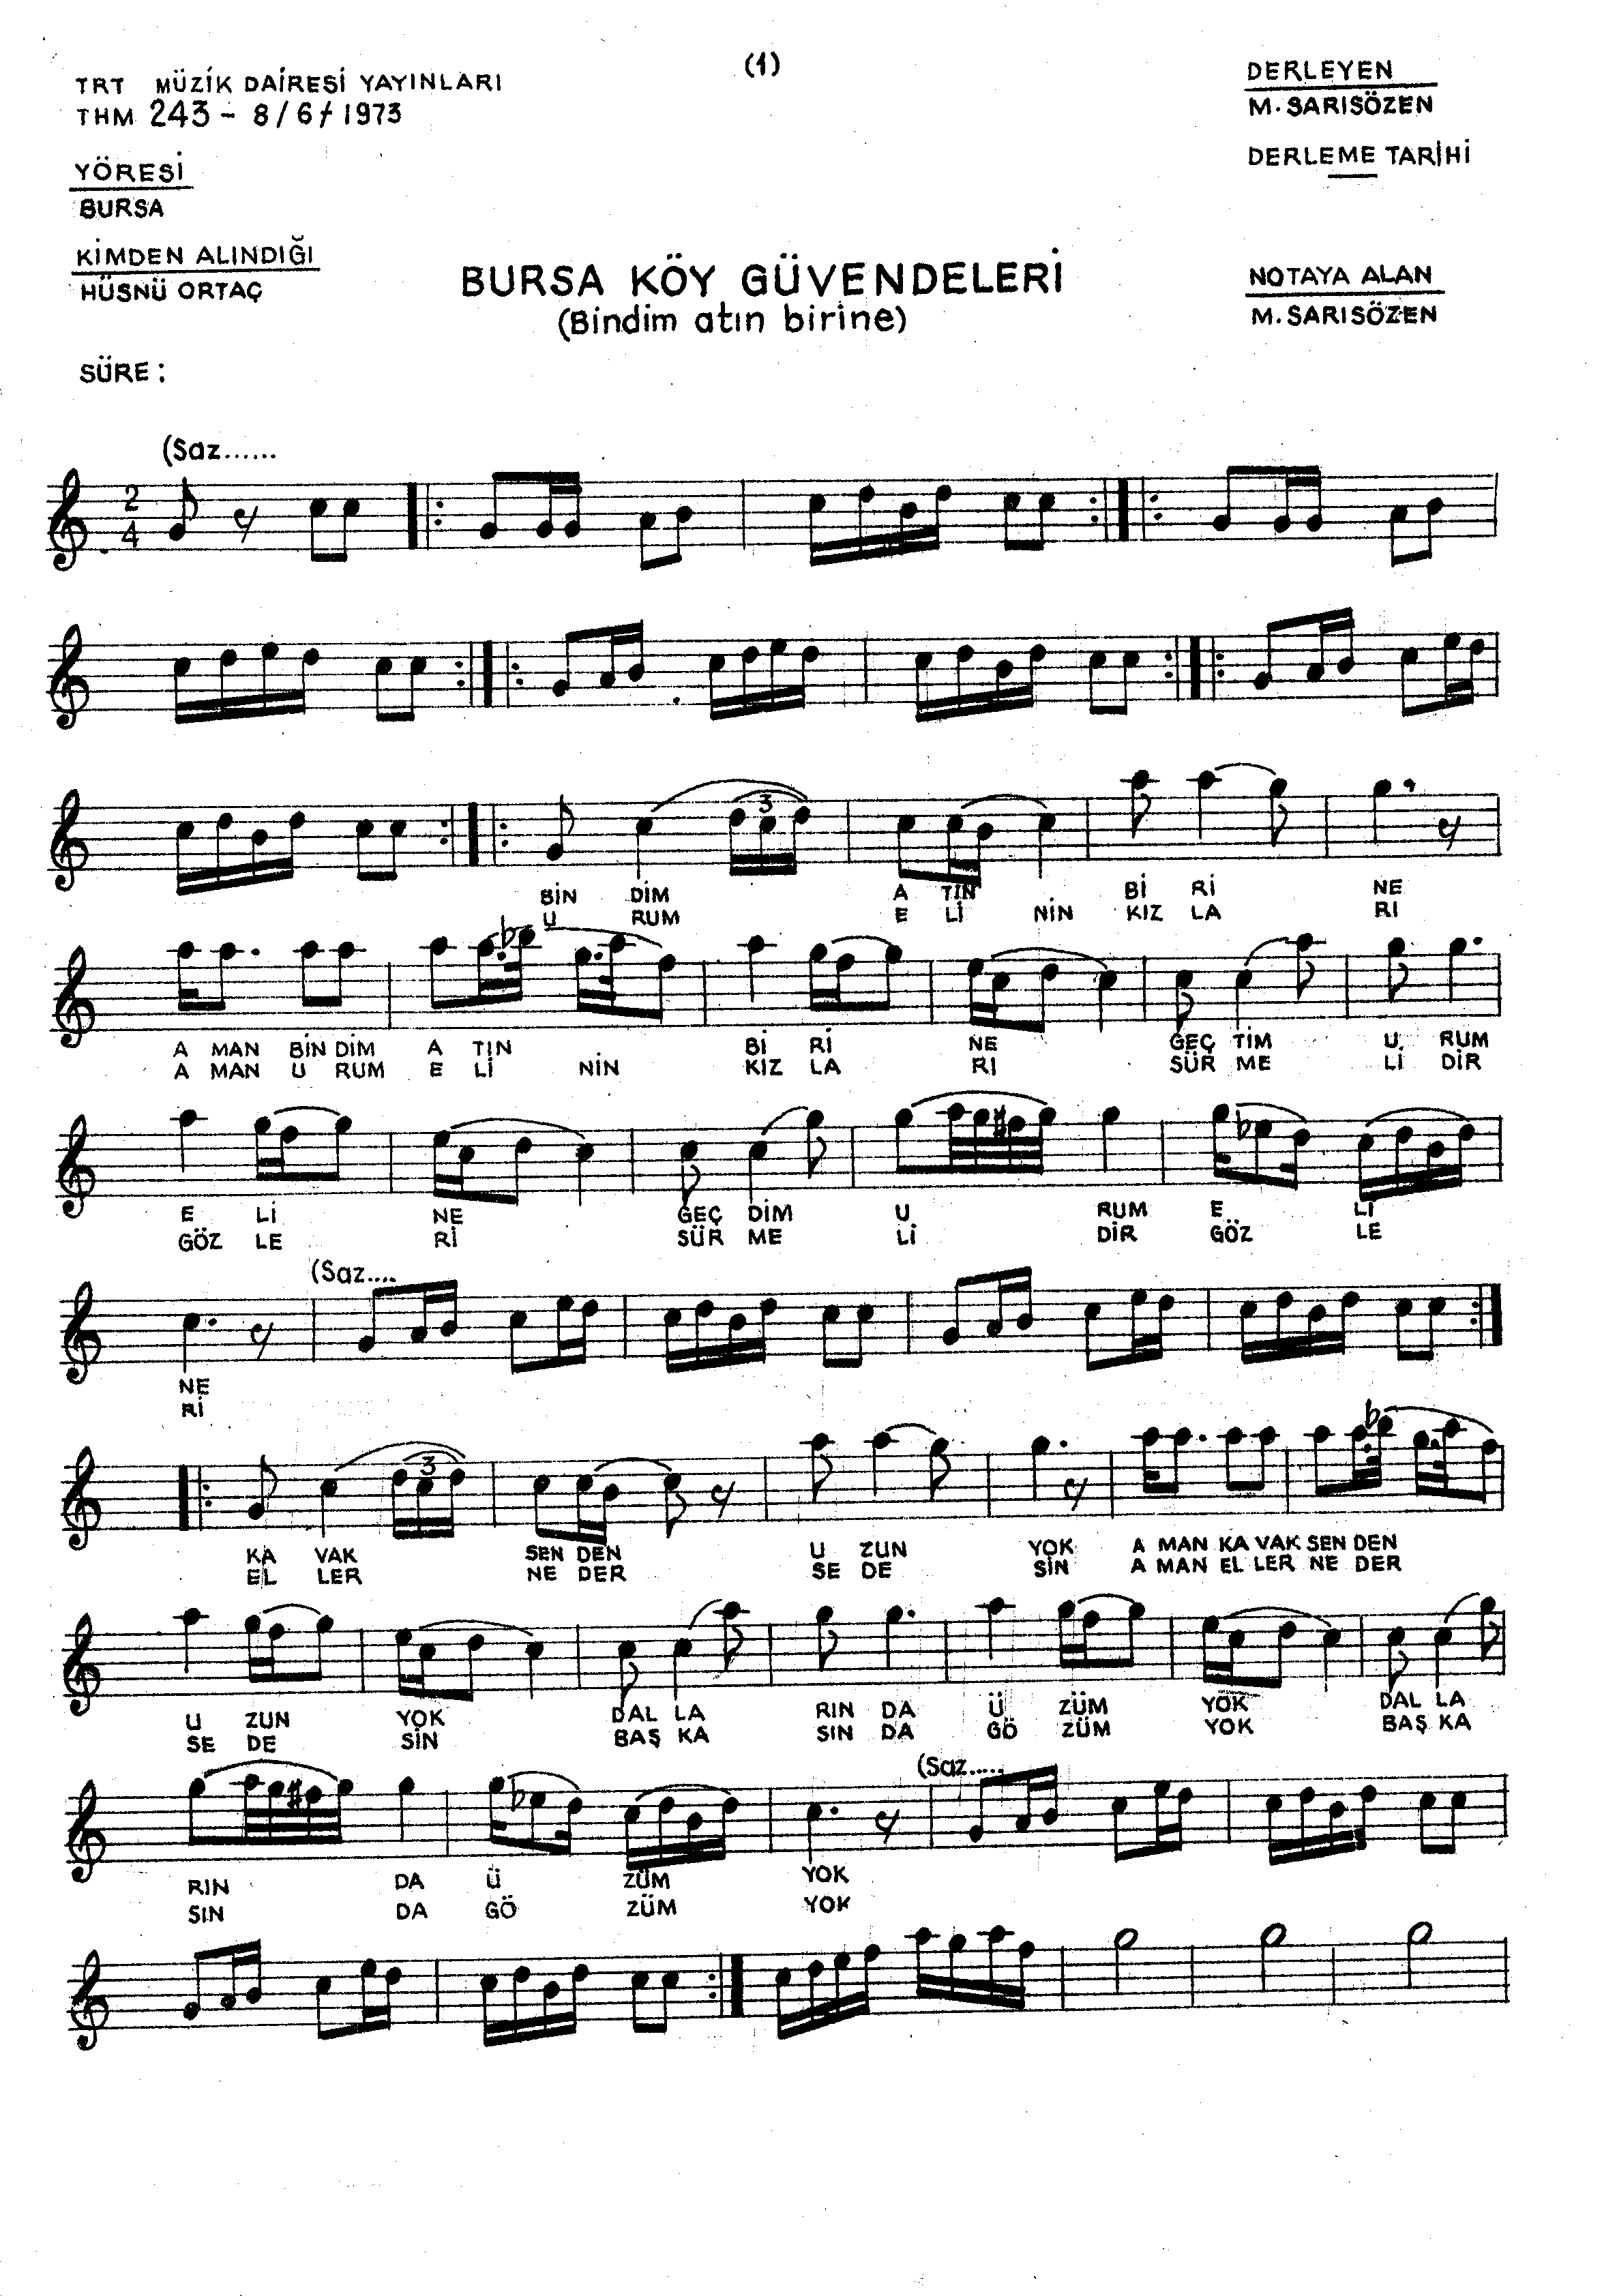 (1)
TRT MÜZİK DAİRESİ YAYINLARI
THM 243 - 8/6/1973
DERLEYEN
M. SARISÖZEN
DERLEME TARİHİ
YÖRESİ
BURSA
KİMDEN ALINDIĞI
HÜSNÜ ORTAÇ
BURSA KÖY GÜVENDELERİ
(Bindim atın birine)
NOTAYA ALAN
M. SARISÖZEN
SÜRE :
(Saz......
2
4
3
BİN DİM A TIN Bİ Rİ NE
U RUM E Lİ NİN KIZ LA RI
A MAN BİN DİM A TIN Bİ Rİ NE GEÇ TİM U RUM
A MAN U RUM E Lİ NİN KIZ LA RI SÜR ME Lİ DİR
E Lİ NE GEÇ DİM U RUM E Lİ
GÖZ LE Rİ SÜR ME Lİ DİR GÖZ LE
(Saz....
NE
Rİ
3
KA VAK SEN DEN U ZUN YOK A MAN KA VAK SEN DEN
EL LER NE DER SE DE SİN A MAN EL LER NE DER
U ZUN YOK DAL LA RIN DA Ü ZÜM YOK DAL LA
SE DE SİN BAŞ KA SIN DA GÖ ZÜM YOK BAŞ KA
(Saz.....
RIN DA Ü ZÜM YOK
SIN DA GÖ ZÜM YOK